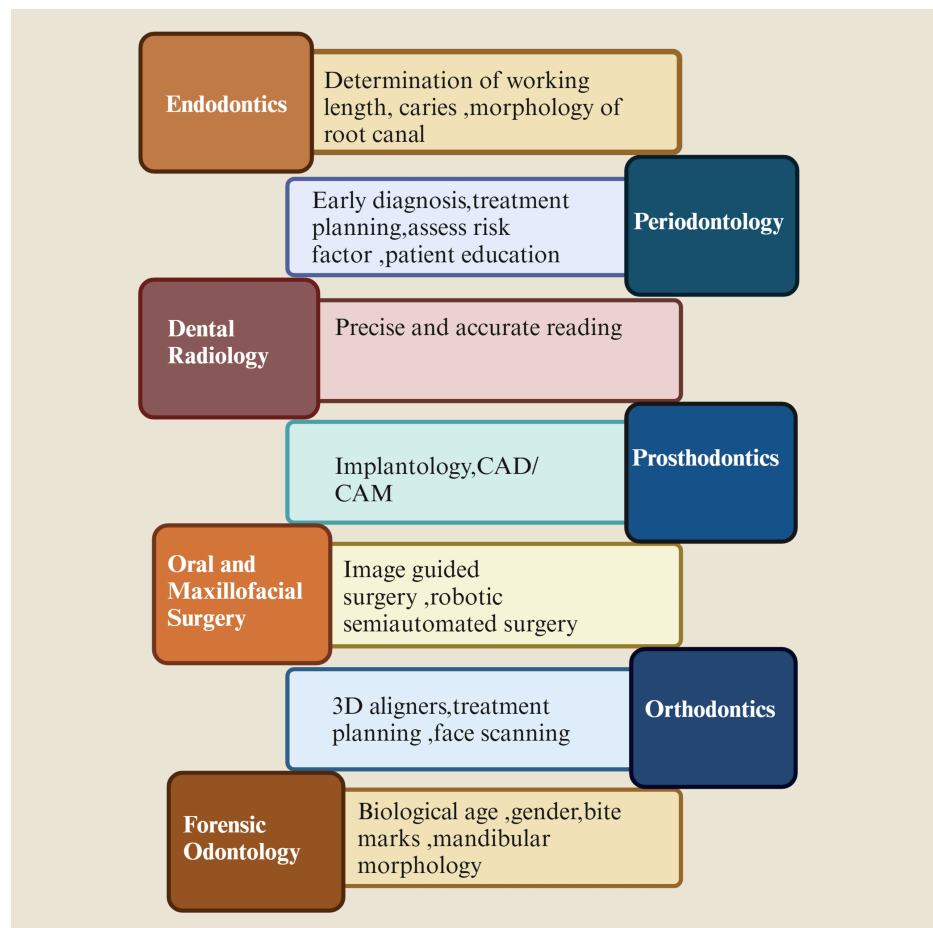 Endodontics
Determination of working
length, caries ,morphology of
root canal
Early diagnosis,treatment
planning,assess risk
factor ,patient education
Periodontology
Dental
Radiology
Precise and accurate reading
Implantology,CAD/
CAM
Prosthodontics
Oral and
Maxillofacial
Surgery
Image guided
surgery ,robotic
semiautomated surgery
3D aligners,treatment
planning ,face scanning
Orthodontics
Forensic
Odontology
Biological age ,gender,bite
marks ,mandibular
morphology